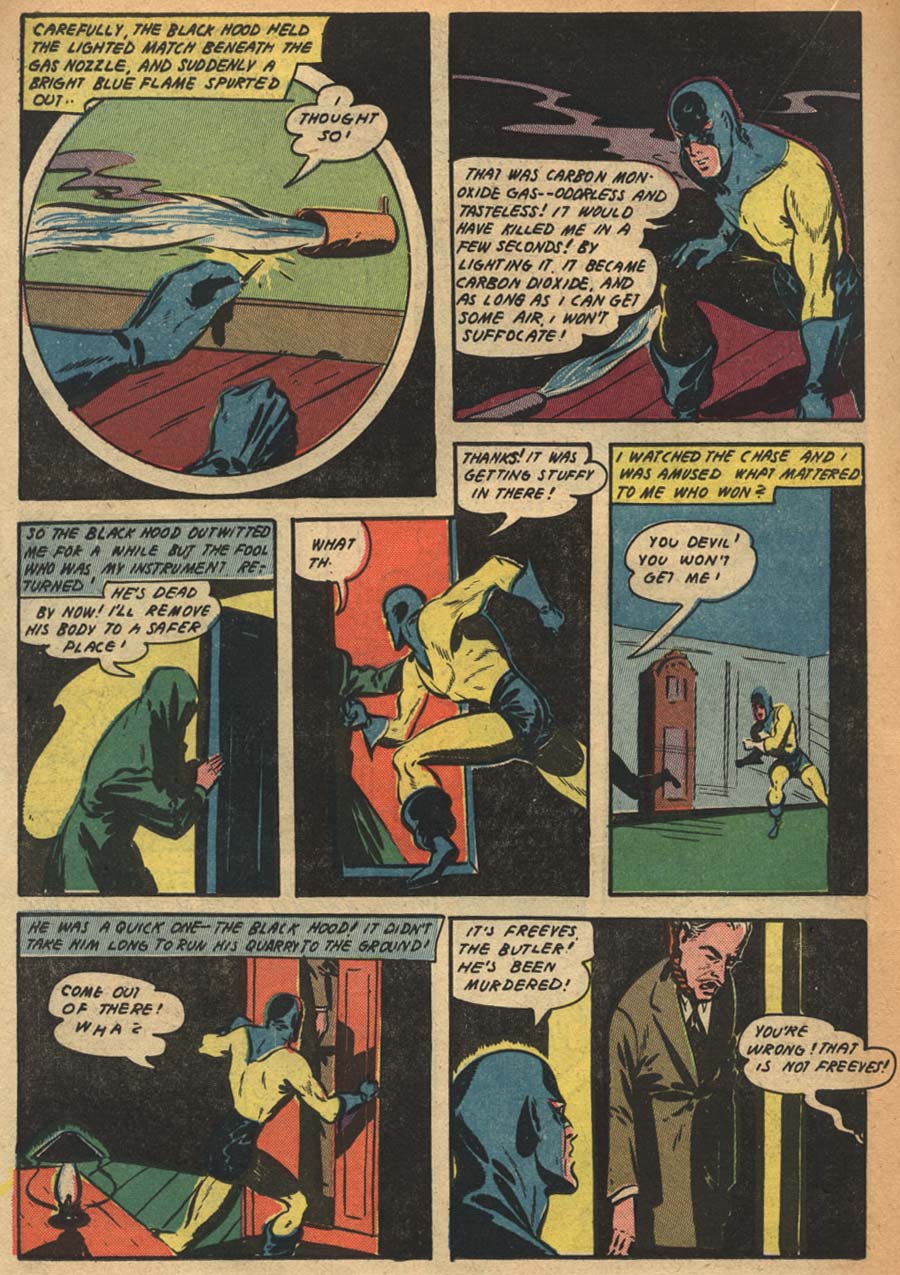 CAREFULLY, THE BLACK HOOD HELD
THE LIGHTED MATCH BENEATH THE
GAS NOZZLE, AND SUDDENLY A
BRIGHT BLUE FLAME SPURTED
OUT--
I
THOUGHT
SO!
THAT WAS CARBON MON-
OXIDE GAS--ODORLESS AND
TASTELESS! IT WOULD
HAVE KILLED ME IN A
FEW SECONDS! BY
LIGHTING IT, IT BECAME
CARBON DIOXIDE, AND
AS LONG AS I CAN GET
SOME AIR, I WON'T
SUFFOCATE!
SO THE BLACK HOOD OUTWITTED
ME FOR A WHILE BUT THE FOOL
WHO WAS MY INSTRUMENT RE-
TURNED!
HE'S DEAD
BY NOW! I'LL REMOVE
HIS BODY TO A SAFER
PLACE!
WHAT
TH-
THANKS! IT WAS
GETTING STUFFY
IN THERE!
I WATCHED THE CHASE AND I
WAS AMUSED WHAT MATTERED
TO ME WHO WON?
YOU DEVIL!
YOU WON'T
GET ME!
HE WAS A QUICK ONE--THE BLACK HOOD! IT DIDN'T
TAKE HIM LONG TO RUN HIS QUARRY TO THE GROUND!
COME OUT
OF THERE!
WHA?
IT'S FREEVES
THE BUTLER!
HE'S BEEN
MURDERED!
YOU'RE
WRONG! THAT
IS NOT FREEVES!